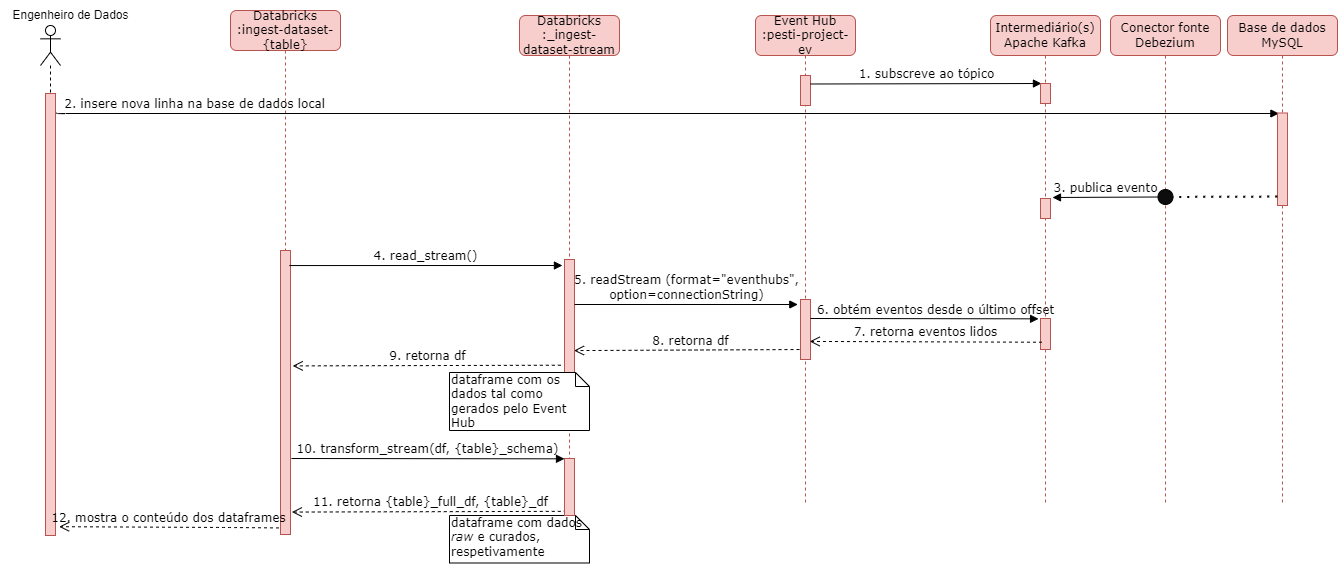 Engenheiro de Dados
Databricks
:ingest-dataset-
{table}
Databricks
:_ingest-
dataset-stream
Event Hub
:pesti-project-
ev
Intermediário(s)
Apache Kafka
Conector fonte
Debezium
Base de dados
MySQL
1. subscreve ao tópico
2. insere nova linha na base de dados local
3. publica evento
4. read_stream()
5. readStream (format="eventhubs",
option=connectionString)
6. obtém eventos desde o último offset
7. retorna eventos lidos
8. retorna df
9. retorna df
dataframe com os
dados tal como
gerados pelo Event
Hub
10. transform_stream(df, {table}_schema)
11. retorna {table}_full_df, {table}_df
12. mostra o conteúdo dos dataframes
dataframe com dados
raw e curados,
respetivamente